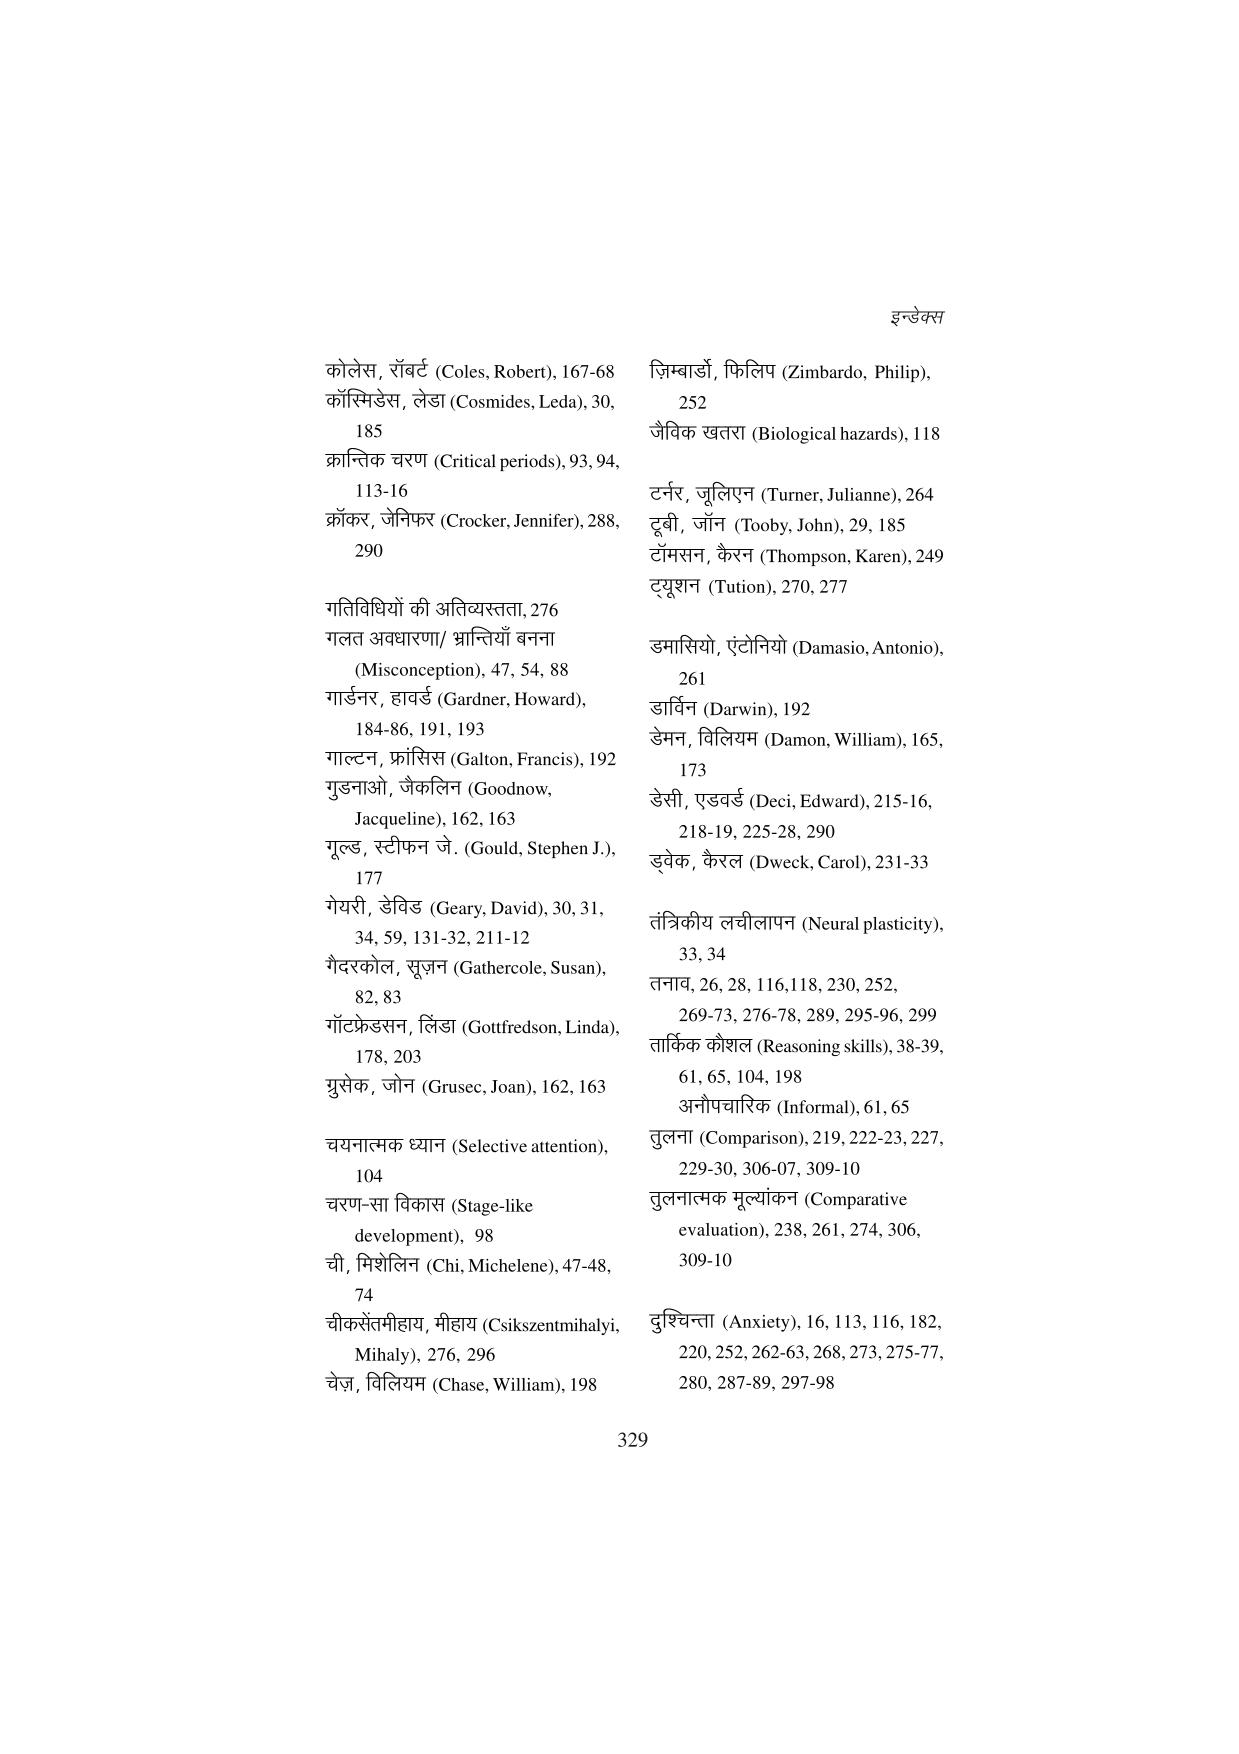 इन्डेक्स
कोलेस, रॉबर्ट (Coles, Robert), 167-68
कॉस्मिडेस, लेडा (Cosmides, Leda), 30,
185
क्रान्तिक चरण (Critical periods), 93, 94,
113-16
क्रॉकर, जेनिफर (Crocker, Jennifer), 288,
290
गतिविधियों की अतिव्यस्तता, 276
गलत अवधारणा/ भ्रान्तियाँ बनना
(Misconception), 47, 54, 88
गार्डनर, हावर्ड (Gardner, Howard),
184-86, 191, 193
गाल्टन, फ्रांसिस (Galton, Francis), 192
गुडनाओ, जैकलिन (Goodnow,
Jacqueline), 162, 163
गूल्ड, स्टीफन जे. (Gould, Stephen J.),
177
गेयरी, डेविड (Geary, David), 30, 31,
34, 59, 131-32, 211-12
गैदरकोल, सूज़न (Gathercole, Susan),
82, 83
गॉटफ्रेडसन, लिंडा (Gottfredson, Linda),
178, 203
ग्रुसेक, जोन (Grusec, Joan), 162, 163
चयनात्मक ध्यान (Selective attention),
104
चरण-सा विकास (Stage-like
development), 98
ची, मिशेलिन (Chi, Michelene), 47-48,
74
चीकसेंतमीहाय, मीहाय (Csikszentmihalyi,
Mihaly), 276, 296
चेज़, विलियम (Chase, William), 198
ज़िम्बार्डो, फिलिप (Zimbardo, Philip),
252
जैविक खतरा (Biological hazards), 118
टर्नर, जूलिएन (Turner, Julianne), 264
टूबी, जॉन (Tooby, John), 29, 185
टॉमसन, कैरन (Thompson, Karen), 249
ट्यूशन (Tution), 270, 277
डमासियो, एंटोनियो (Damasio, Antonio),
261
डार्विन (Darwin), 192
डेमन, विलियम (Damon, William), 165,
173
डेसी, एडवर्ड (Deci, Edward), 215-16,
218-19, 225-28, 290
ड्वेक, कैरल (Dweck, Carol), 231-33
तंत्रिकीय लचीलापन (Neural plasticity),
33, 34
तनाव, 26, 28, 116,118, 230, 252,
269-73, 276-78, 289, 295-96, 299
तार्किक कौशल (Reasoning skills), 38-39,
61, 65, 104, 198
अनौपचारिक (Informal), 61, 65
तुलना (Comparison), 219, 222-23, 227,
229-30, 306-07, 309-10
तुलनात्मक मूल्यांकन (Comparative
evaluation), 238, 261, 274, 306,
309-10
दुश्चिन्ता (Anxiety), 16, 113, 116, 182,
220, 252, 262-63, 268, 273, 275-77,
280, 287-89, 297-98
329